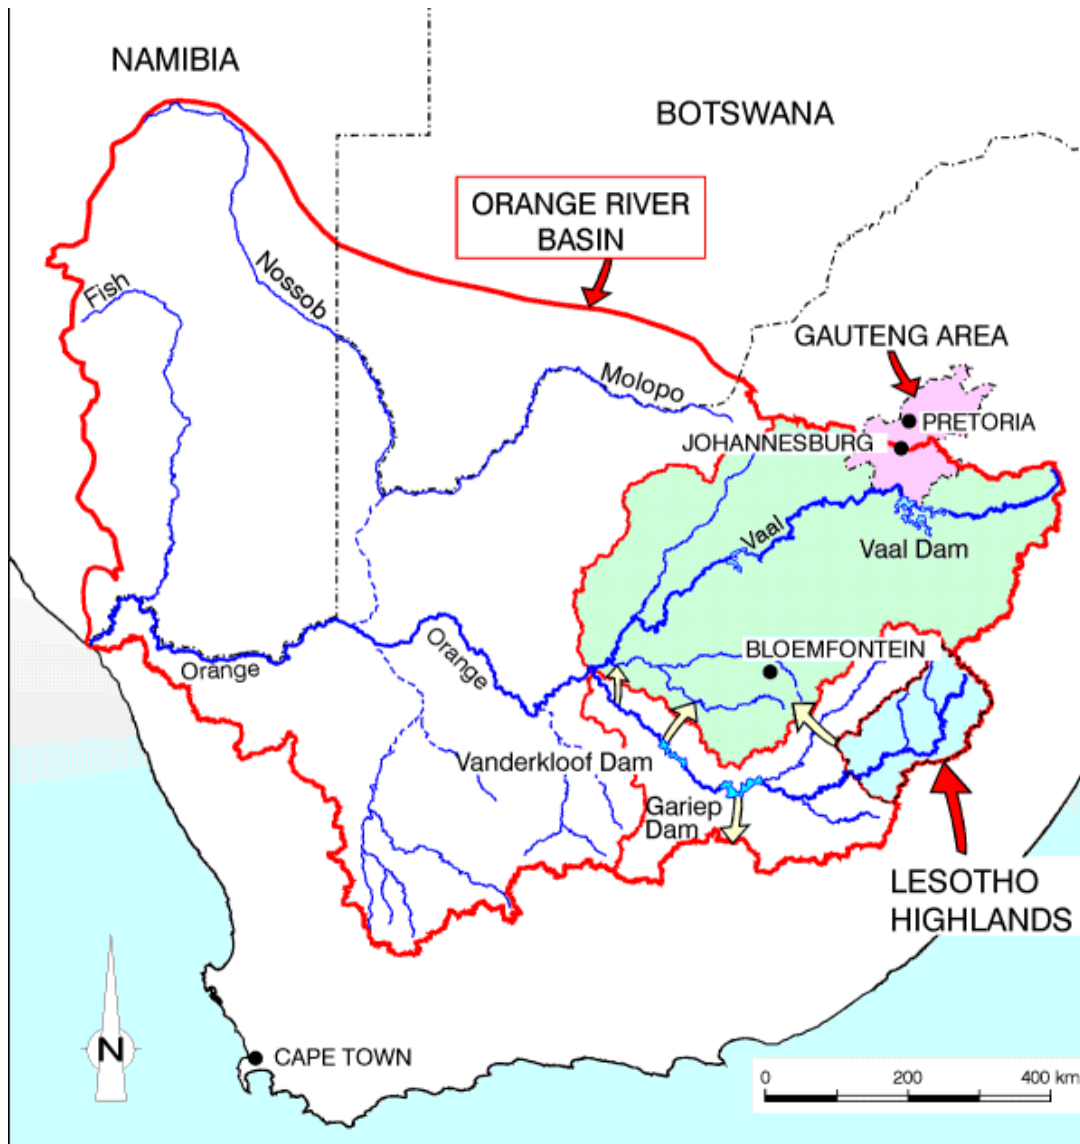 NAMIBIA
BOTSWANA
ORANGE RIVER
BASIN
Fish
Nossob
GAUTENG AREA
Molopo
PRETORIA
JOHANNESBURG
Vaal
Vaal Dam
Orange
Orange
BLOEMFONTEIN
Vanderkloof Dam
Gariep
Dam
LESOTHO
HIGHLANDS
N
CAPE TOWN
0 200 400 km